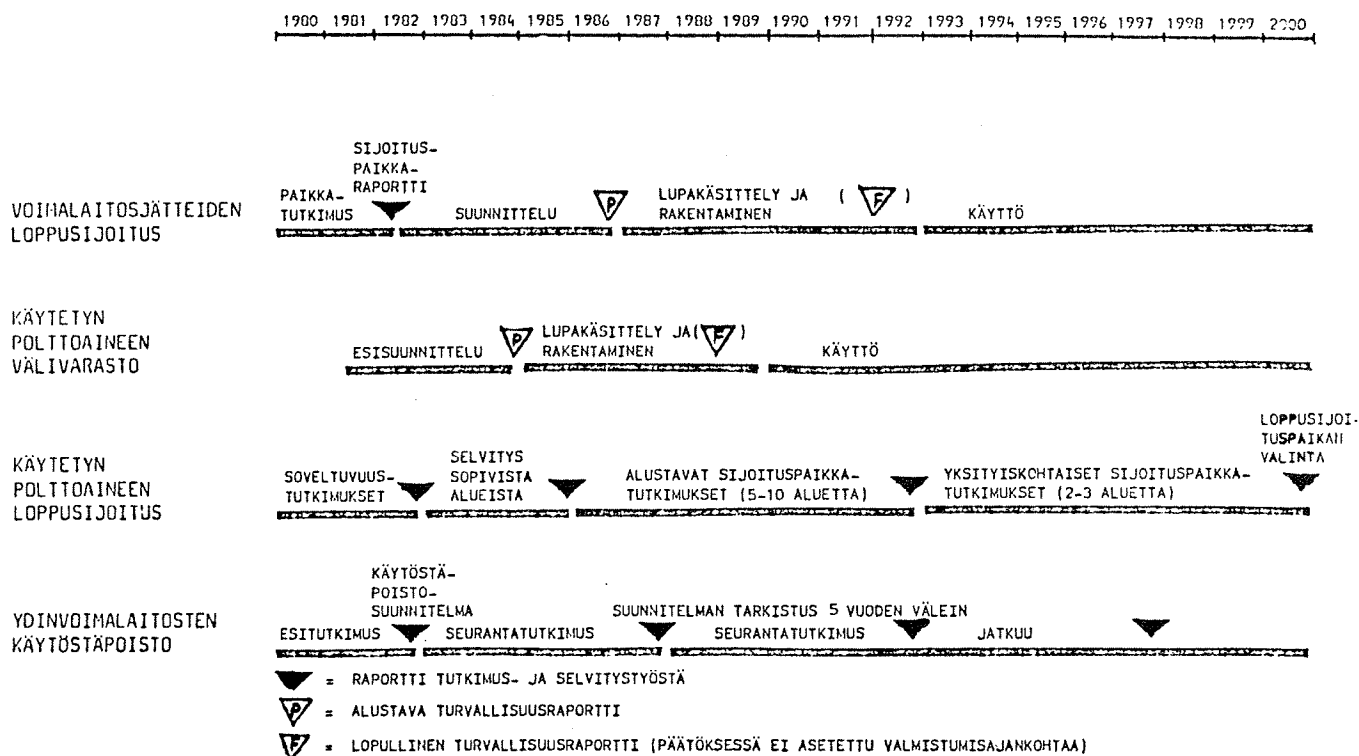 1980 1981 1982 1983 1984 1985 1986 1987 1988 1989 1990 1991 1992 1993 1994 1995 1996 1997 1998 1999 2000
VOIMALAITOSJÄTTEIDEN
LOPPUSIJOITUS
PAIKKA-
TUTKIMUS
SIJOITUS-
PAIKKA-
RAPORTTI
SUUNNITTELU
P
LUPAKÄSITTELY JA
RAKENTAMINEN
( F )
KÄYTTÖ
KÄYTETYN
POLTTOAINEEN
VÄLIVARASTO
ESISUUNNITTELU
P
LUPAKÄSITTELY JA
RAKENTAMINEN
( F )
KÄYTTÖ
KÄYTETYN
POLTTOAINEEN
LOPPUSIJOITUS
SOVELTUVUUS-
TUTKIMUKSET
SELVITYS
SOPIVISTA
ALUEISTA
ALUSTAVAT SIJOITUSPAIKKA-
TUTKIMUKSET (5-10 ALUETTA)
YKSITYISKOHTAISET SIJOITUSPAIKKA-
TUTKIMUKSET (2-3 ALUETTA)
LOPPUSIJOI-
TUSPAIKAN
VALINTA
YDINVOIMALAITOSTEN
KÄYTÖSTÄPOISTO
ESITUTKIMUS
KÄYTÖSTÄ-
POISTO-
SUUNNITELMA
SEURANTATUTKIMUS
SUUNNITELMAN TARKISTUS 5 VUODEN VÄLEIN
SEURANTATUTKIMUS
JATKUU
= RAPORTTI TUTKIMUS- JA SELVITYSTYÖSTÄ
P = ALUSTAVA TURVALLISUUSRAPORTTI
F = LOPULLINEN TURVALLISUUSRAPORTTI (PÄÄTÖKSESSÄ EI ASETETTU VALMISTUMISAJANKOHTAA)